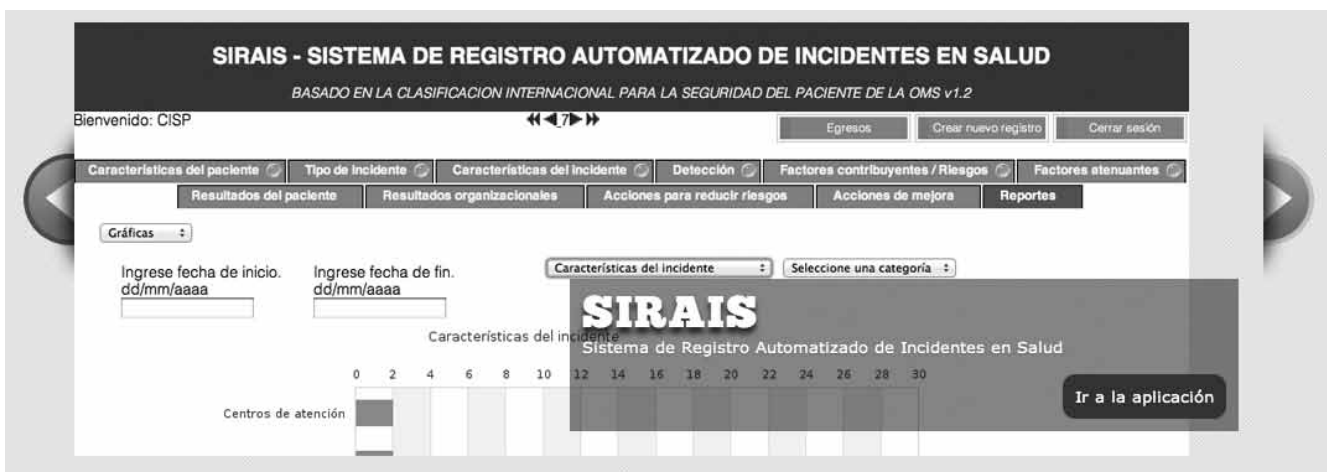 SIRAIS - SISTEMA DE REGISTRO AUTOMATIZADO DE INCIDENTES EN SALUD
BASADO EN LA CLASIFICACION INTERNACIONAL PARA LA SEGURIDAD DEL PACIENTE DE LA OMS v1.2
Bienvenido: CISP 7 Egresos Crear nuevo registro Cerrar sesión
Características del paciente Tipo de Incidente Características del Incidente Detección Factores contribuyentes / Riesgos Factores atenuantes
Resultados del paciente Resultados organizacionales Acciones para reducir riesgos Acciones de mejora Reportes
Gráficas
Ingrese fecha de inicio. Ingrese fecha de fin. Características del incidente Seleccione una categoría
dd/mm/aaaa dd/mm/aaaa
SIRAIS
Características del incidente
Sistema de Registro Automatizado de Incidentes en Salud
0 2 4 6 8 10 12 14 16 18 20 22 24 26 28 30
Ir a la aplicación
Centros de atención